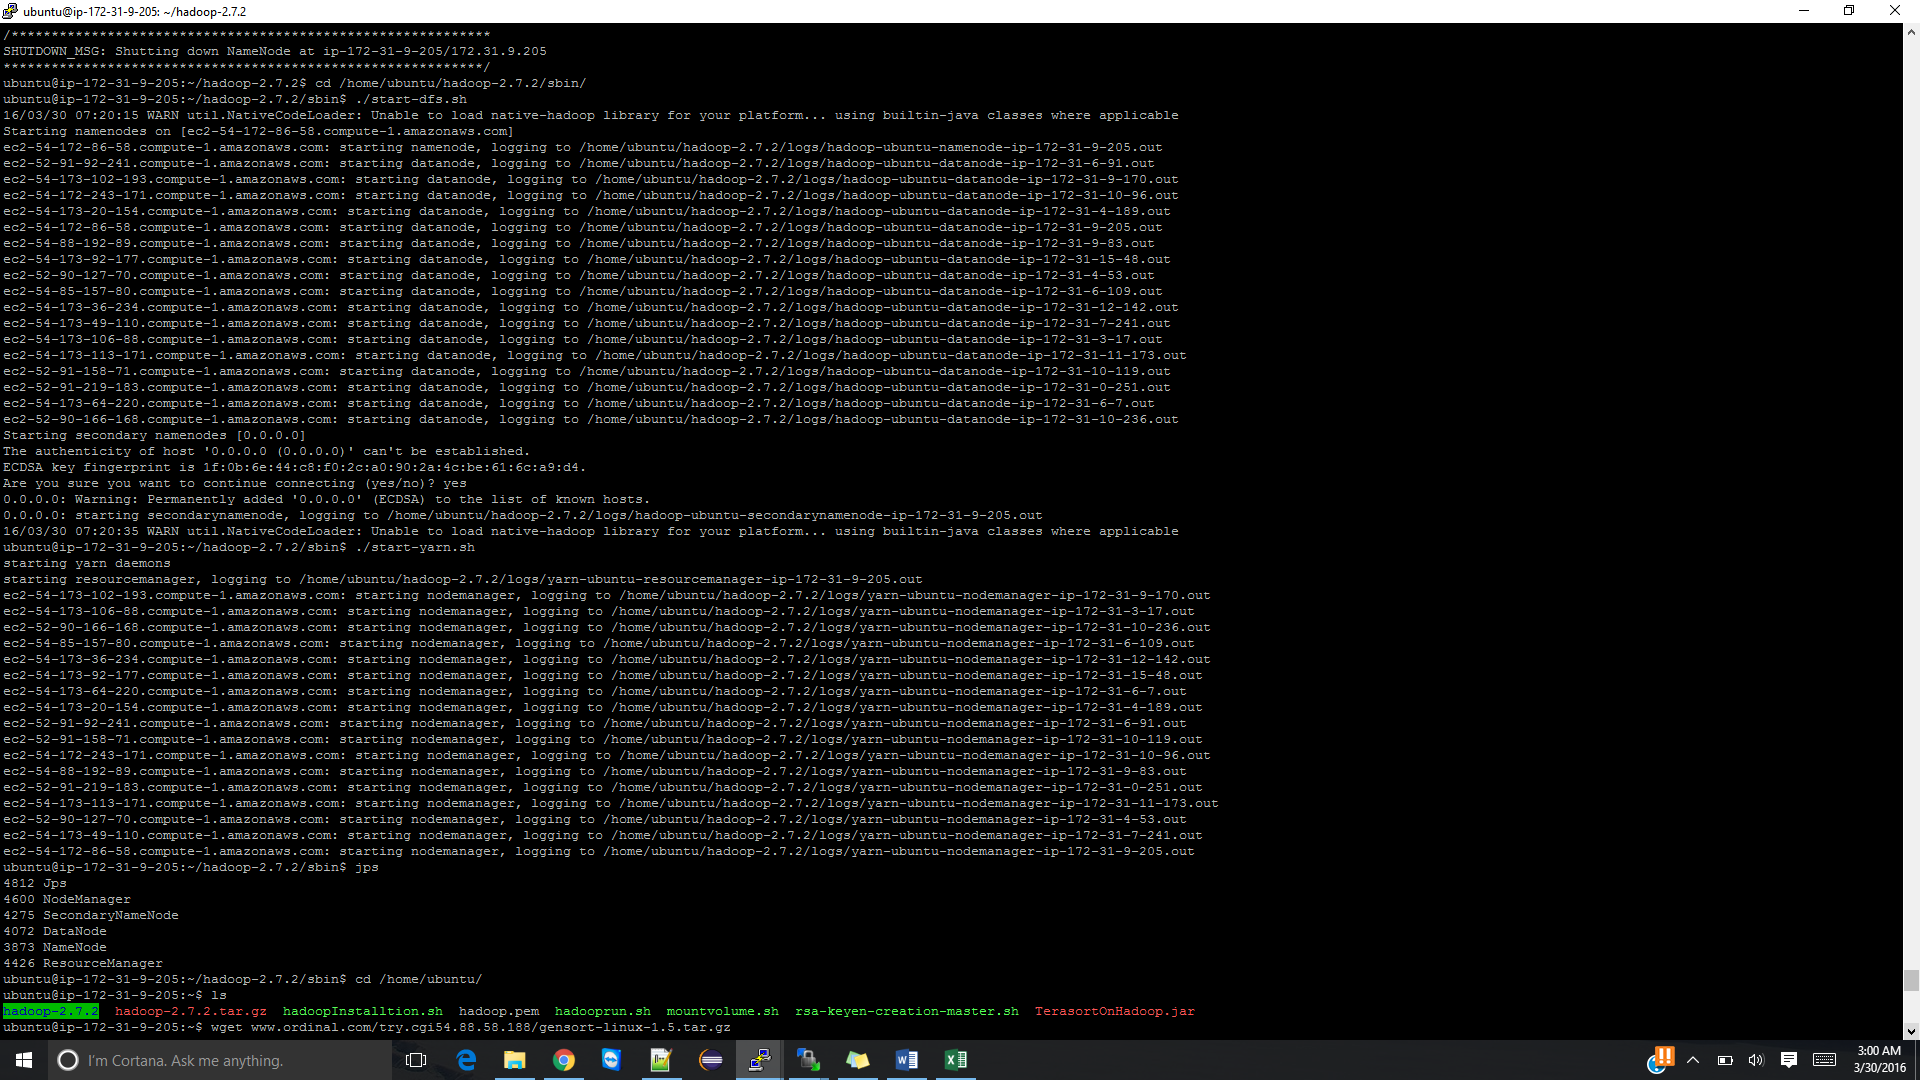 ubuntu@ip-172-31-9-205: ~/hadoop-2.7.2
/************************************************************
SHUTDOWN_MSG: Shutting down NameNode at ip-172-31-9-205/172.31.9.205
************************************************************/
ubuntu@ip-172-31-9-205:~/hadoop-2.7.2$ cd /home/ubuntu/hadoop-2.7.2/sbin/
ubuntu@ip-172-31-9-205:~/hadoop-2.7.2/sbin$ ./start-dfs.sh
16/03/30 07:20:15 WARN util.NativeCodeLoader: Unable to load native-hadoop library for your platform... using builtin-java classes where applicable
Starting namenodes on [ec2-54-172-86-58.compute-1.amazonaws.com]
ec2-54-172-86-58.compute-1.amazonaws.com: starting namenode, logging to /home/ubuntu/hadoop-2.7.2/logs/hadoop-ubuntu-namenode-ip-172-31-9-205.out
ec2-52-91-92-241.compute-1.amazonaws.com: starting datanode, logging to /home/ubuntu/hadoop-2.7.2/logs/hadoop-ubuntu-datanode-ip-172-31-6-91.out
ec2-54-173-102-193.compute-1.amazonaws.com: starting datanode, logging to /home/ubuntu/hadoop-2.7.2/logs/hadoop-ubuntu-datanode-ip-172-31-9-170.out
ec2-54-172-243-171.compute-1.amazonaws.com: starting datanode, logging to /home/ubuntu/hadoop-2.7.2/logs/hadoop-ubuntu-datanode-ip-172-31-10-96.out
ec2-54-173-20-154.compute-1.amazonaws.com: starting datanode, logging to /home/ubuntu/hadoop-2.7.2/logs/hadoop-ubuntu-datanode-ip-172-31-4-189.out
ec2-54-172-86-58.compute-1.amazonaws.com: starting datanode, logging to /home/ubuntu/hadoop-2.7.2/logs/hadoop-ubuntu-datanode-ip-172-31-9-205.out
ec2-54-88-192-89.compute-1.amazonaws.com: starting datanode, logging to /home/ubuntu/hadoop-2.7.2/logs/hadoop-ubuntu-datanode-ip-172-31-9-83.out
ec2-54-173-92-177.compute-1.amazonaws.com: starting datanode, logging to /home/ubuntu/hadoop-2.7.2/logs/hadoop-ubuntu-datanode-ip-172-31-15-48.out
ec2-52-90-127-70.compute-1.amazonaws.com: starting datanode, logging to /home/ubuntu/hadoop-2.7.2/logs/hadoop-ubuntu-datanode-ip-172-31-4-53.out
ec2-54-85-157-80.compute-1.amazonaws.com: starting datanode, logging to /home/ubuntu/hadoop-2.7.2/logs/hadoop-ubuntu-datanode-ip-172-31-6-109.out
ec2-54-173-36-234.compute-1.amazonaws.com: starting datanode, logging to /home/ubuntu/hadoop-2.7.2/logs/hadoop-ubuntu-datanode-ip-172-31-12-142.out
ec2-54-173-49-110.compute-1.amazonaws.com: starting datanode, logging to /home/ubuntu/hadoop-2.7.2/logs/hadoop-ubuntu-datanode-ip-172-31-7-241.out
ec2-54-173-106-88.compute-1.amazonaws.com: starting datanode, logging to /home/ubuntu/hadoop-2.7.2/logs/hadoop-ubuntu-datanode-ip-172-31-3-17.out
ec2-54-173-113-171.compute-1.amazonaws.com: starting datanode, logging to /home/ubuntu/hadoop-2.7.2/logs/hadoop-ubuntu-datanode-ip-172-31-11-173.out
ec2-52-91-158-71.compute-1.amazonaws.com: starting datanode, logging to /home/ubuntu/hadoop-2.7.2/logs/hadoop-ubuntu-datanode-ip-172-31-10-119.out
ec2-52-91-219-183.compute-1.amazonaws.com: starting datanode, logging to /home/ubuntu/hadoop-2.7.2/logs/hadoop-ubuntu-datanode-ip-172-31-0-251.out
ec2-54-173-64-220.compute-1.amazonaws.com: starting datanode, logging to /home/ubuntu/hadoop-2.7.2/logs/hadoop-ubuntu-datanode-ip-172-31-6-7.out
ec2-52-90-166-168.compute-1.amazonaws.com: starting datanode, logging to /home/ubuntu/hadoop-2.7.2/logs/hadoop-ubuntu-datanode-ip-172-31-10-236.out
Starting secondary namenodes [0.0.0.0]
The authenticity of host '0.0.0.0 (0.0.0.0)' can't be established.
ECDSA key fingerprint is 1f:0b:6e:44:c8:f0:2c:a0:90:2a:4c:be:61:6c:a9:d4.
Are you sure you want to continue connecting (yes/no)? yes
0.0.0.0: Warning: Permanently added '0.0.0.0' (ECDSA) to the list of known hosts.
0.0.0.0: starting secondarynamenode, logging to /home/ubuntu/hadoop-2.7.2/logs/hadoop-ubuntu-secondarynamenode-ip-172-31-9-205.out
16/03/30 07:20:35 WARN util.NativeCodeLoader: Unable to load native-hadoop library for your platform... using builtin-java classes where applicable
ubuntu@ip-172-31-9-205:~/hadoop-2.7.2/sbin$ ./start-yarn.sh
starting yarn daemons
starting resourcemanager, logging to /home/ubuntu/hadoop-2.7.2/logs/yarn-ubuntu-resourcemanager-ip-172-31-9-205.out
ec2-54-173-102-193.compute-1.amazonaws.com: starting nodemanager, logging to /home/ubuntu/hadoop-2.7.2/logs/yarn-ubuntu-nodemanager-ip-172-31-9-170.out
ec2-54-173-106-88.compute-1.amazonaws.com: starting nodemanager, logging to /home/ubuntu/hadoop-2.7.2/logs/yarn-ubuntu-nodemanager-ip-172-31-3-17.out
ec2-52-90-166-168.compute-1.amazonaws.com: starting nodemanager, logging to /home/ubuntu/hadoop-2.7.2/logs/yarn-ubuntu-nodemanager-ip-172-31-10-236.out
ec2-54-85-157-80.compute-1.amazonaws.com: starting nodemanager, logging to /home/ubuntu/hadoop-2.7.2/logs/yarn-ubuntu-nodemanager-ip-172-31-6-109.out
ec2-54-173-36-234.compute-1.amazonaws.com: starting nodemanager, logging to /home/ubuntu/hadoop-2.7.2/logs/yarn-ubuntu-nodemanager-ip-172-31-12-142.out
ec2-54-173-92-177.compute-1.amazonaws.com: starting nodemanager, logging to /home/ubuntu/hadoop-2.7.2/logs/yarn-ubuntu-nodemanager-ip-172-31-15-48.out
ec2-54-173-64-220.compute-1.amazonaws.com: starting nodemanager, logging to /home/ubuntu/hadoop-2.7.2/logs/yarn-ubuntu-nodemanager-ip-172-31-6-7.out
ec2-54-173-20-154.compute-1.amazonaws.com: starting nodemanager, logging to /home/ubuntu/hadoop-2.7.2/logs/yarn-ubuntu-nodemanager-ip-172-31-4-189.out
ec2-52-91-92-241.compute-1.amazonaws.com: starting nodemanager, logging to /home/ubuntu/hadoop-2.7.2/logs/yarn-ubuntu-nodemanager-ip-172-31-6-91.out
ec2-52-91-158-71.compute-1.amazonaws.com: starting nodemanager, logging to /home/ubuntu/hadoop-2.7.2/logs/yarn-ubuntu-nodemanager-ip-172-31-10-119.out
ec2-54-172-243-171.compute-1.amazonaws.com: starting nodemanager, logging to /home/ubuntu/hadoop-2.7.2/logs/yarn-ubuntu-nodemanager-ip-172-31-10-96.out
ec2-54-88-192-89.compute-1.amazonaws.com: starting nodemanager, logging to /home/ubuntu/hadoop-2.7.2/logs/yarn-ubuntu-nodemanager-ip-172-31-9-83.out
ec2-52-91-219-183.compute-1.amazonaws.com: starting nodemanager, logging to /home/ubuntu/hadoop-2.7.2/logs/yarn-ubuntu-nodemanager-ip-172-31-0-251.out
ec2-54-173-113-171.compute-1.amazonaws.com: starting nodemanager, logging to /home/ubuntu/hadoop-2.7.2/logs/yarn-ubuntu-nodemanager-ip-172-31-11-173.out
ec2-52-90-127-70.compute-1.amazonaws.com: starting nodemanager, logging to /home/ubuntu/hadoop-2.7.2/logs/yarn-ubuntu-nodemanager-ip-172-31-4-53.out
ec2-54-173-49-110.compute-1.amazonaws.com: starting nodemanager, logging to /home/ubuntu/hadoop-2.7.2/logs/yarn-ubuntu-nodemanager-ip-172-31-7-241.out
ec2-54-172-86-58.compute-1.amazonaws.com: starting nodemanager, logging to /home/ubuntu/hadoop-2.7.2/logs/yarn-ubuntu-nodemanager-ip-172-31-9-205.out
ubuntu@ip-172-31-9-205:~/hadoop-2.7.2/sbin$ jps
4812 Jps
4600 NodeManager
4275 SecondaryNameNode
4072 DataNode
3873 NameNode
4426 ResourceManager
ubuntu@ip-172-31-9-205:~/hadoop-2.7.2/sbin$ cd /home/ubuntu/
ubuntu@ip-172-31-9-205:~$ ls
hadoop-2.7.2  hadoop-2.7.2.tar.gz  hadoopInstalltion.sh  hadoop.pem  hadooprun.sh  mountvolume.sh  rsa-keyen-creation-master.sh  TerasortOnHadoop.jar
ubuntu@ip-172-31-9-205:~$ wget www.ordinal.com/try.cgi54.88.58.188/gensort-linux-1.5.tar.gz
I'm Cortana. Ask me anything.
3:00 AM
3/30/2016